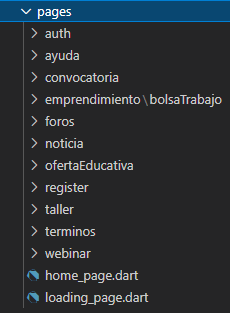 pages
auth
ayuda
convocatoria
emprendimiento\bolsaTrabajo
foros
noticia
ofertaEducativa
register
taller
terminos
webinar
home_page.dart
loading_page.dart